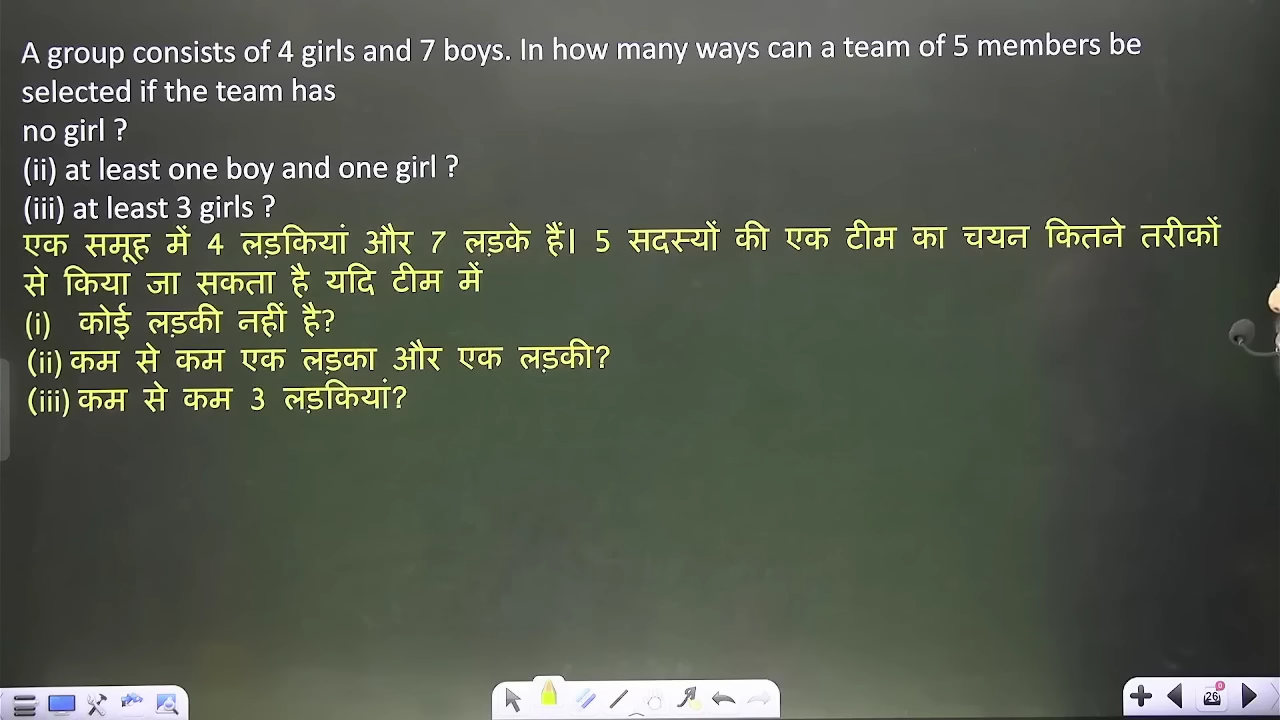 A group consists of 4 girls and 7 boys. In how many ways can a team of 5 members be
selected if the team has
no girl ?
(ii) at least one boy and one girl ?
(iii) at least 3 girls ?
एक समूह में 4 लड़कियां और 7 लड़के हैं। 5 सदस्यों की एक टीम का चयन कितने तरीकों
से किया जा सकता है यदि टीम में
(i) कोई लड़की नहीं है?
(ii) कम से कम एक लड़का और एक लड़की?
(iii) कम से कम 3 लड़कियां?
26